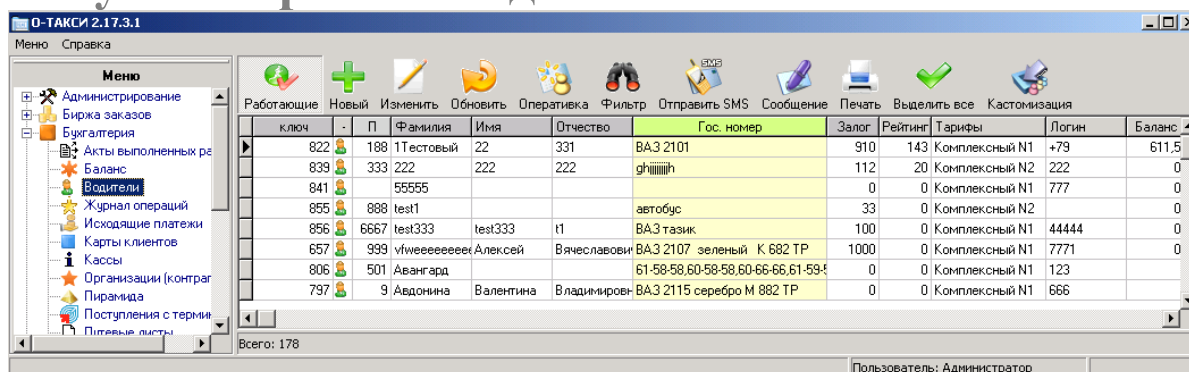 О-ТАКСИ 2.17.3.1
Меню Справка
Меню
Администрирование
Биржа заказов
Бухгалтерия
Акты выполненных ра
Баланс
Водители
Журнал операций
Исходящие платежи
Карты клиентов
Кассы
Организации (контраг
Пирамида
Поступления с термин
Путевые листы
Работающие Новый Изменить Обновить Оперативка Фильтр Отправить SMS Сообщение Печать Выделить все Кастомизация
ключ - П Фамилия Имя Отчество Гос. номер Залог Рейтинг Тарифы Логин Баланс
822 188 1Тестовый 22 331 ВАЗ 2101 910 143 Комплексный N1 +79 611,5
839 333 222 222 222 ghjjjjjjjh 112 20 Комплексный N2 222 0
841 55555 0 0 Комплексный N1 777 0
855 888 test1 автобус 33 0 Комплексный N2 0
856 6667 test333 test333 t1 ВАЗ тазик 100 0 Комплексный N1 44444 0
657 999 vfweeeeeeeee Алексей Вячеславови ВАЗ 2107 зеленый К 682 ТР 1000 0 Комплексный N1 7771 0
806 501 Авангард 61-58-58,60-58-58,60-66-66,61-59-5 0 0 Комплексный N1 123
797 9 Авдонина Валентина Владимировн ВАЗ 2115 серебро М 882 ТР 0 0 Комплексный N1 666
Всего: 178
Пользователь: Администратор